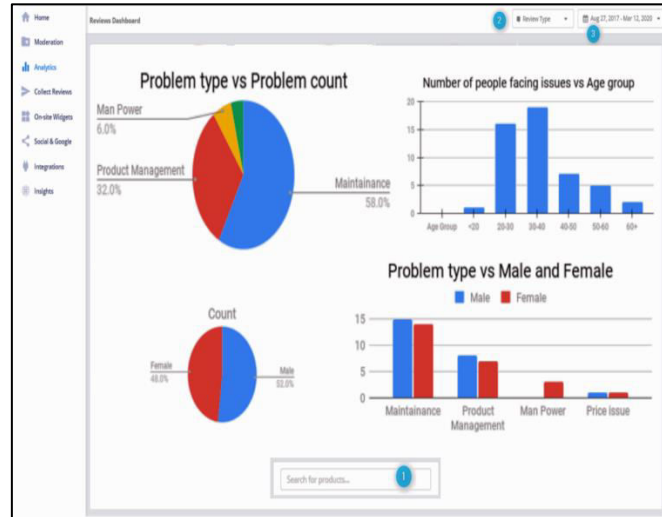 Home
Moderation
Analytics
Collect Reviews
On-site Widgets
Social & Google
Integrations
Insights
Reviews Dashboard
2
Review Type
Aug 27, 2017 - Mar 12, 2020
3
Problem type vs Problem count
Man Power
6.0%
Product Management
32.0%
Maintainance
58.0%
Number of people facing issues vs Age group
20
15
10
5
0
Age Group <20 20-30 30-40 40-50 50-60 60+
Count
Female
48.0%
Male
52.0%
Problem type vs Male and Female
Male Female
15
10
5
0
Maintainance Product Man Power Price issue
Management
Search for products... 1